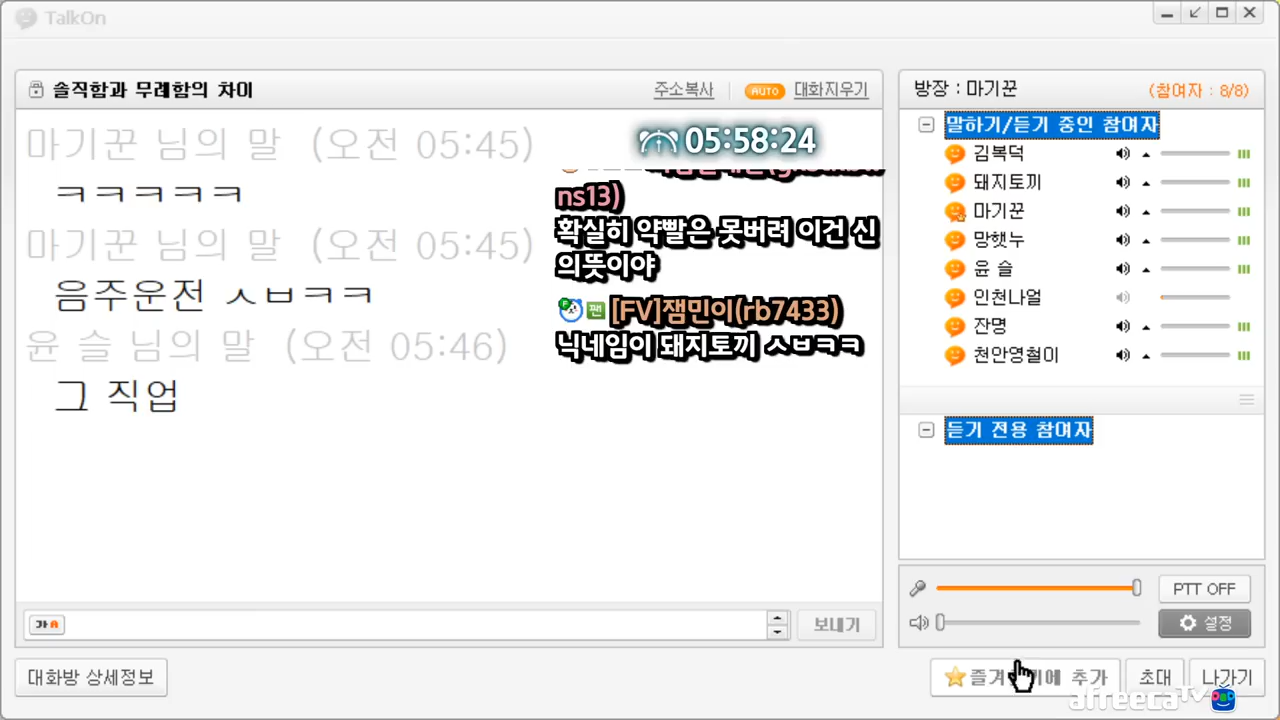 TalkOn
솔직함과 무례함의 차이
주소복사
AUTO
대화지우기
마기꾼 님의 말 (오전 05:45)
ㅋㅋㅋㅋㅋ
마기꾼 님의 말 (오전 05:45)
음주운전 ㅅㅂㅋㅋ
윤 슬 님의 말 (오전 05:46)
그 직업
05:58:24
ns13)
확실히 약빨은 못버려 이건 신
의뜻이야
[FV]잼민이(rb7433)
닉네임이 돼지토끼 ㅅㅂㅋㅋ
방장 : 마기꾼
(참여자 : 8/8)
말하기/듣기 중인 참여자
김복덕
돼지토끼
마기꾼
망햇누
윤 슬
인천나얼
잔명
천안영철이
듣기 전용 참여자
PTT OFF
설정
가A
보내기
대화방 상세정보
추가
초대
나가기
afreecaTV